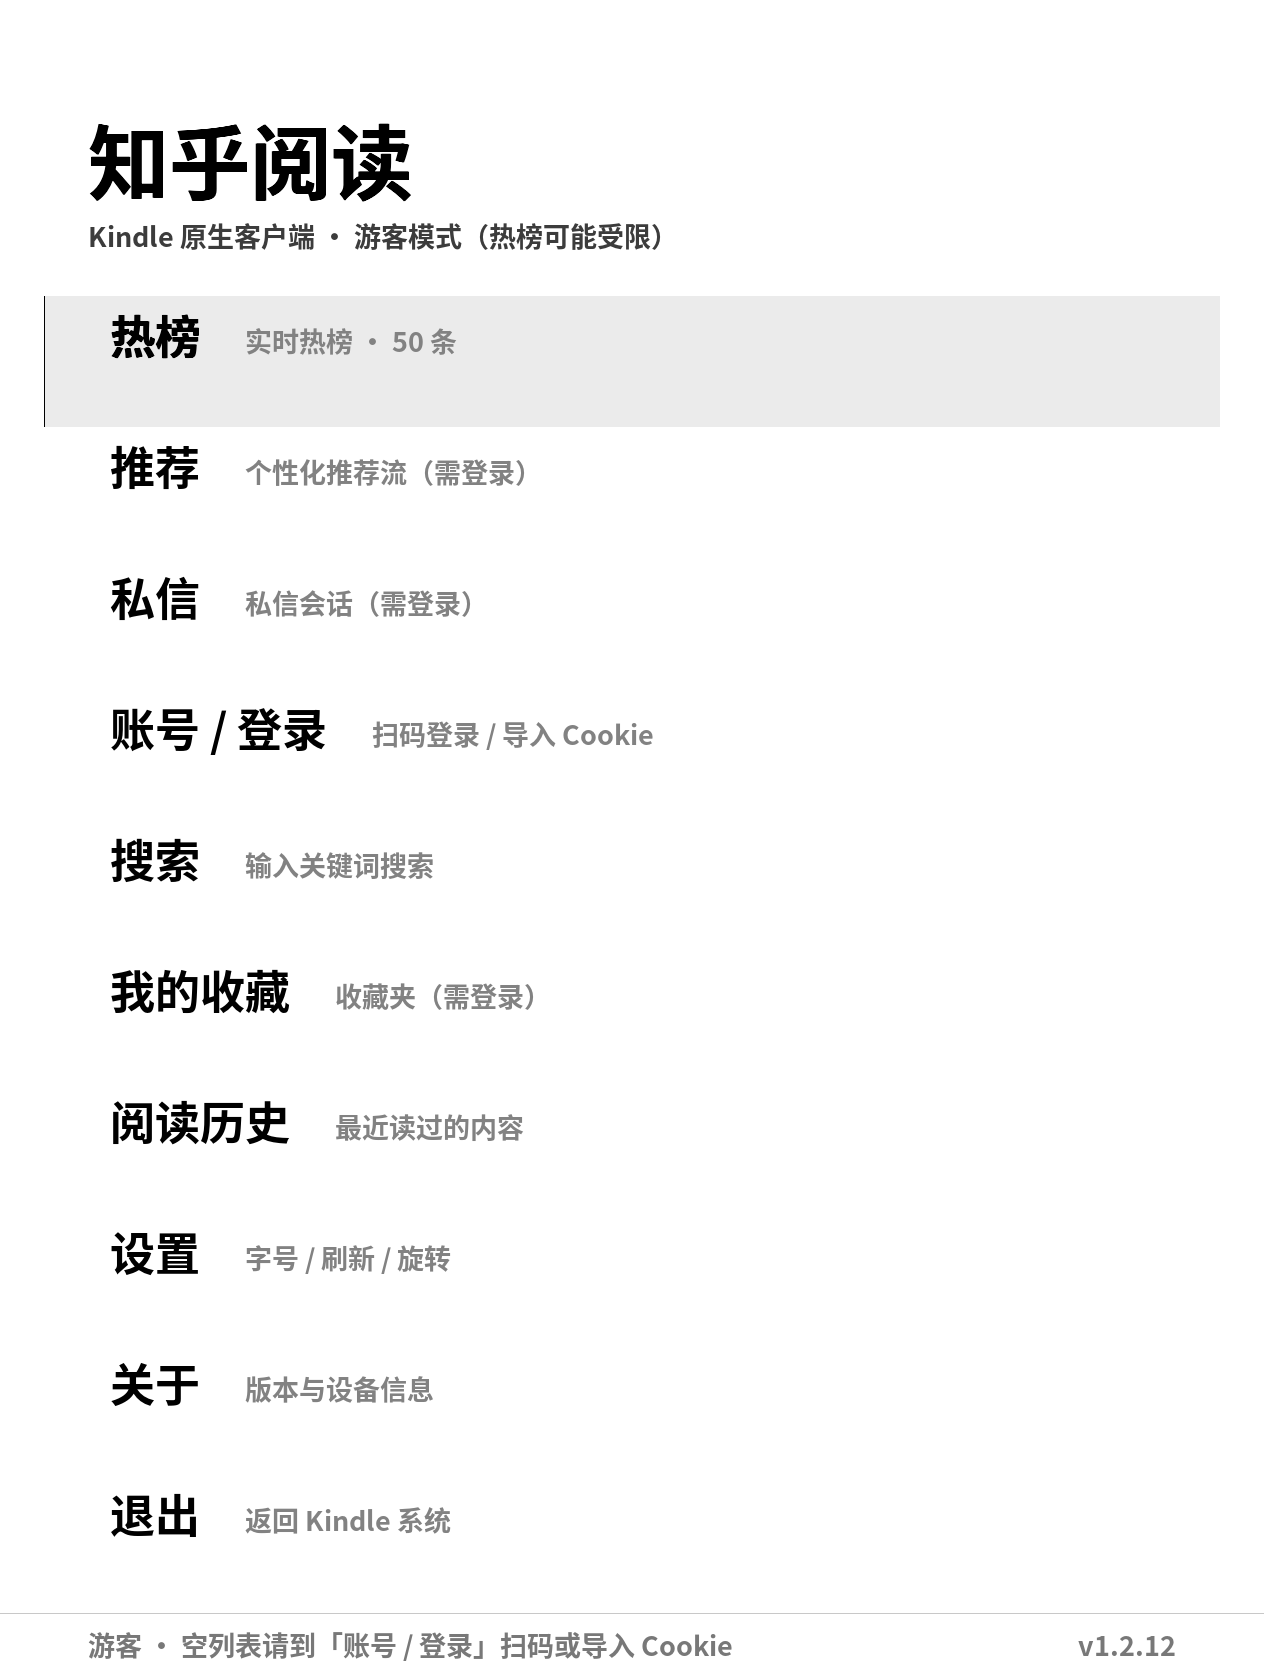 知乎阅读
Kindle 原生客户端 · 游客模式（热榜可能受限）
热榜 实时热榜 · 50 条
推荐 个性化推荐流（需登录）
私信 私信会话（需登录）
账号 / 登录 扫码登录 / 导入 Cookie
搜索 输入关键词搜索
我的收藏 收藏夹（需登录）
阅读历史 最近读过的内容
设置 字号 / 刷新 / 旋转
关于 版本与设备信息
退出 返回 Kindle 系统
游客 · 空列表请到「账号 / 登录」扫码或导入 Cookie v1.2.12